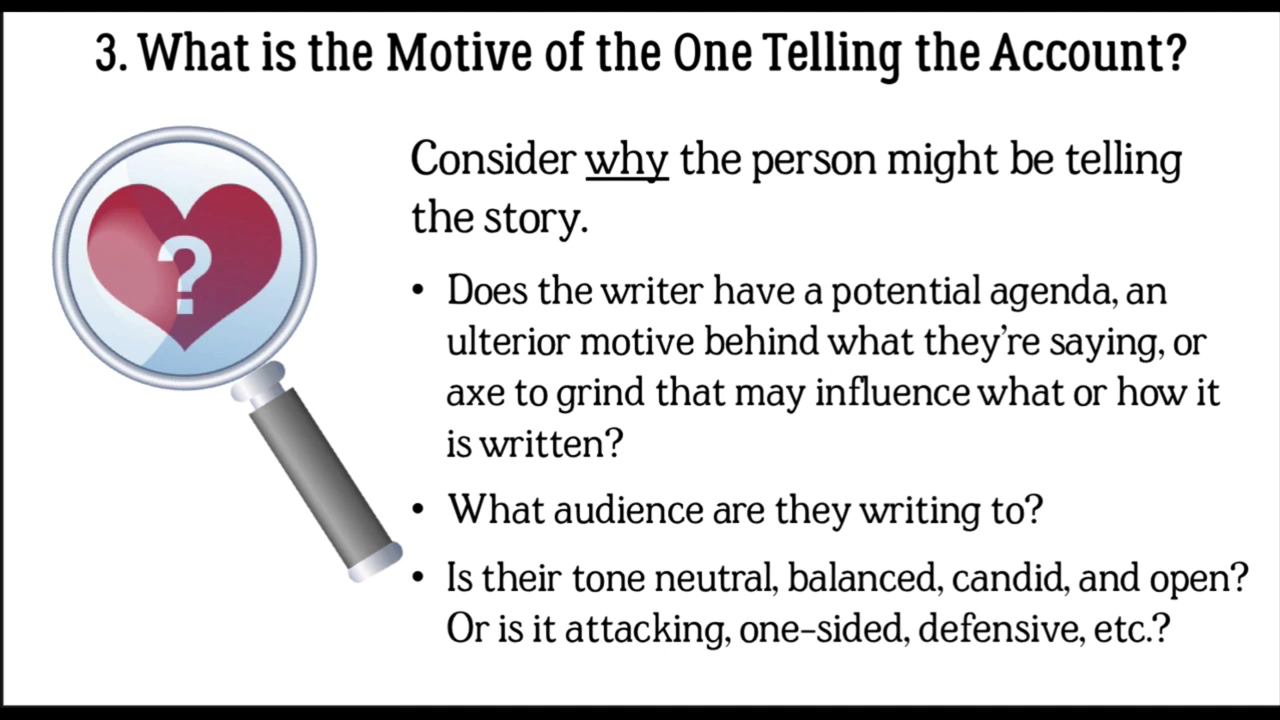 3. What is the Motive of the One Telling the Account?
?
Consider why the person might be telling
the story.
• Does the writer have a potential agenda, an
ulterior motive behind what they're saying, or
axe to grind that may influence what or how it
is written?
• What audience are they writing to?
• Is their tone neutral, balanced, candid, and open?
Or is it attacking, one-sided, defensive, etc.?